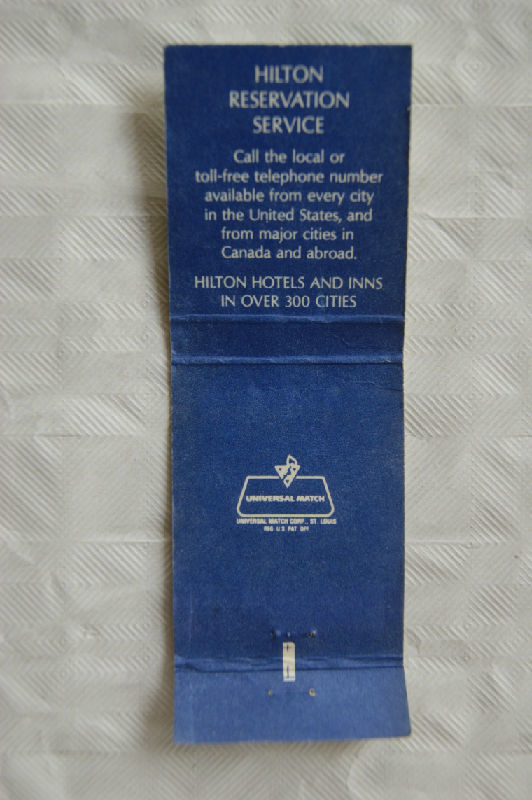 HILTON
RESERVATION
SERVICE
Call the local or
toll-free telephone number
available from every city
in the United States, and
from major cities in
Canada and abroad.
HILTON HOTELS AND INNS
IN OVER 300 CITIES
UNIVERSAL MATCH
UNIVERSAL MATCH CORP., ST. LOUIS
REG U S PAT OFF